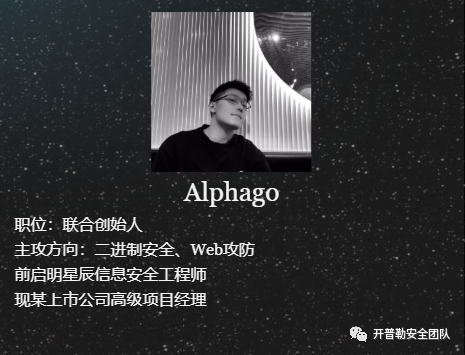 Alphago
职位：联合创始人
主攻方向：二进制安全、Web攻防
前启明星辰信息安全工程师
现某上市公司高级项目经理
开普勒安全团队